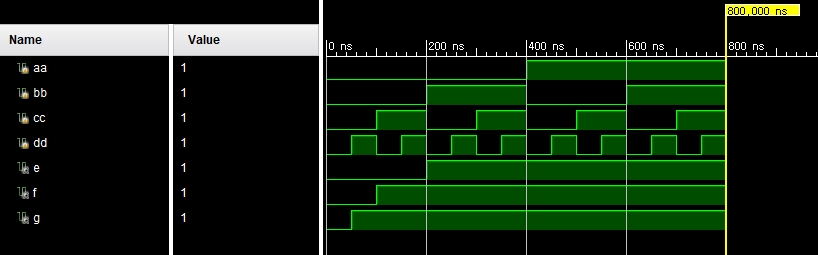 800,000 ns
Name Value
0 ns 200 ns 400 ns 600 ns 800 ns
aa 1
bb 1
cc 1
dd 1
e 1
f 1
g 1